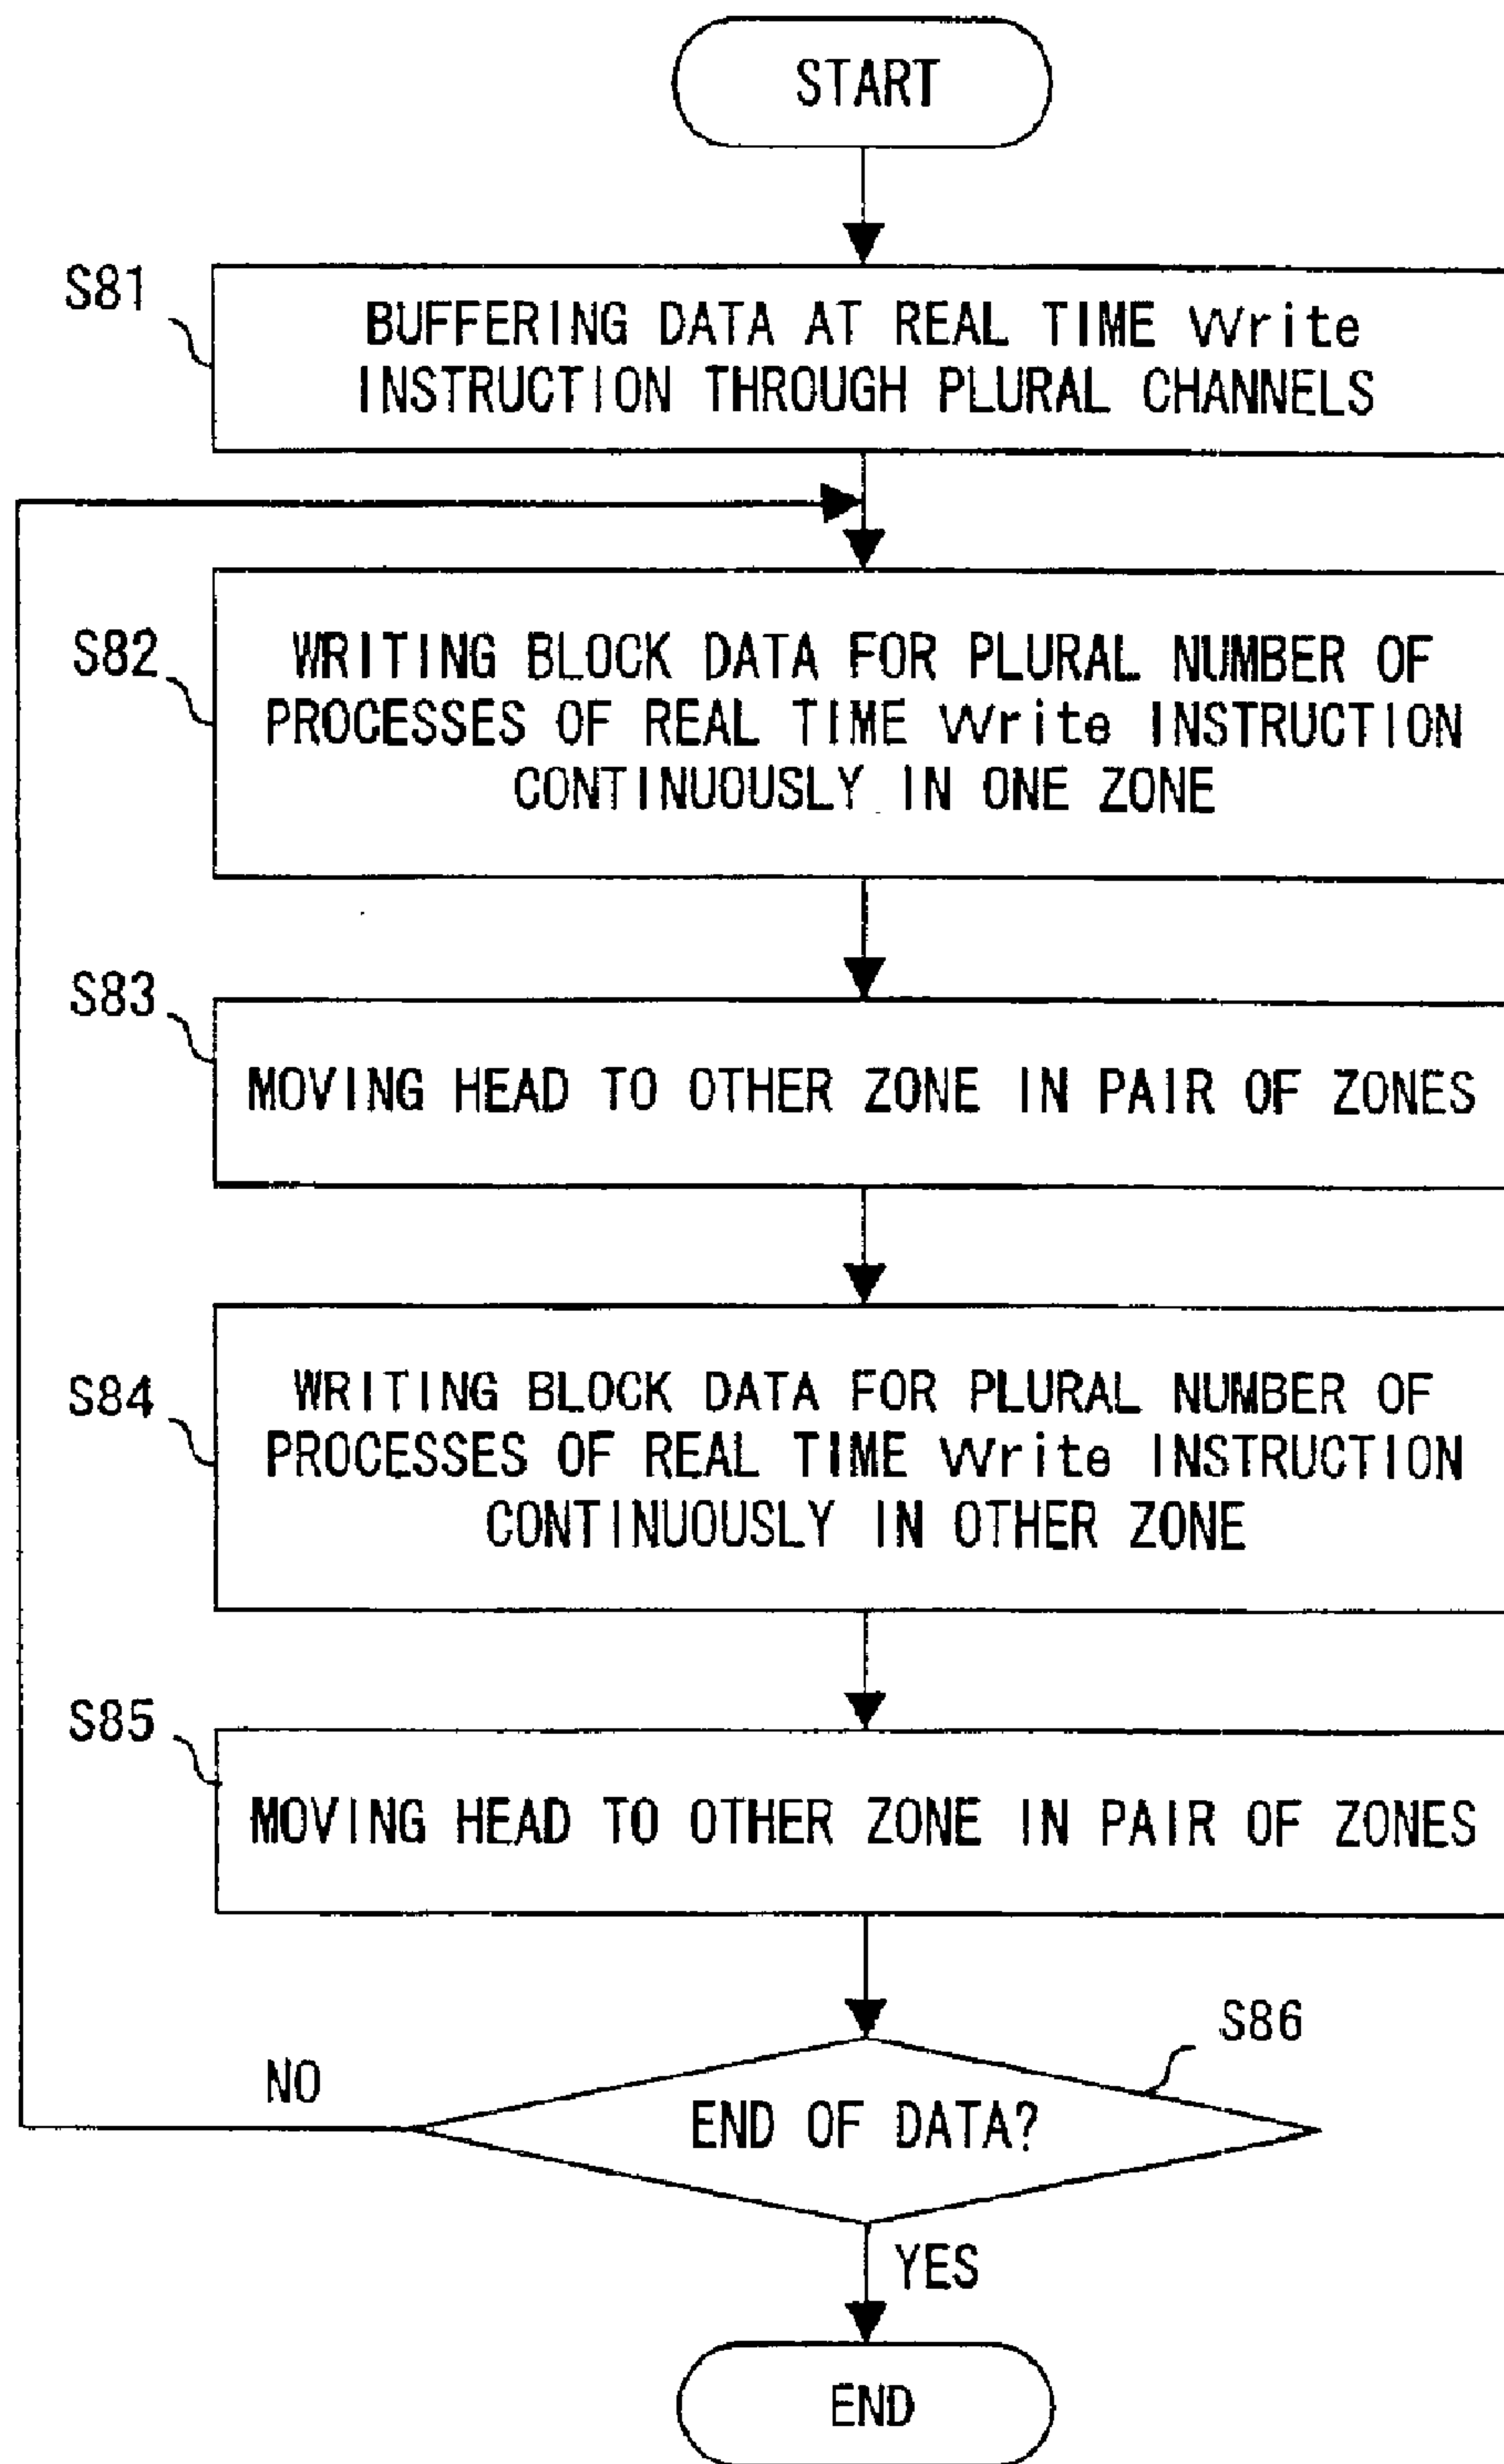 START
S81
BUFFERING DATA AT REAL TIME Write
INSTRUCTION THROUGH PLURAL CHANNELS
S82
WRITING BLOCK DATA FOR PLURAL NUMBER OF
PROCESSES OF REAL TIME Write INSTRUCTION
CONTINUOUSLY IN ONE ZONE
S83
MOVING HEAD TO OTHER ZONE IN PAIR OF ZONES
S84
WRITING BLOCK DATA FOR PLURAL NUMBER OF
PROCESSES OF REAL TIME Write INSTRUCTION
CONTINUOUSLY IN OTHER ZONE
S85
MOVING HEAD TO OTHER ZONE IN PAIR OF ZONES
S86
NO
END OF DATA?
YES
END